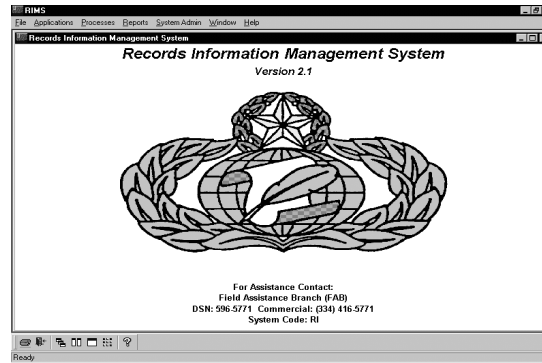 RIMS
File Applications Processes Reports System Admin Window Help
Records Information Management System
Records Information Management System
Version 2.1
For Assistance Contact:
Field Assistance Branch (FAB)
DSN: 596-5771 Commercial: (334) 416-5771
System Code: RI
Ready